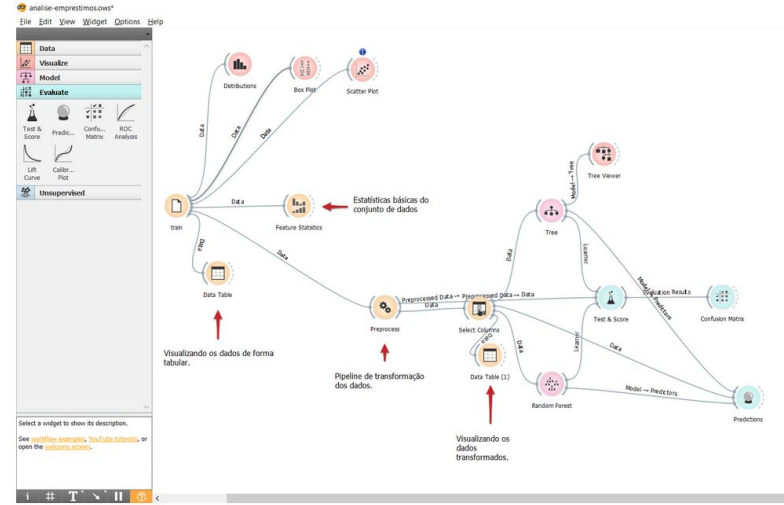 analise-emprestimos.ows*
File Edit View Widget Options Help
Data
Visualize
Model
Evaluate
Test & Score
Predic...
Confu... Matrix
ROC Analysis
Lift Curve
Calibr... Plot
Unsupervised
Select a widget to show its description.
See workflow examples, YouTube tutorials, or
open the welcome screen.
Distributions
Box Plot
Scatter Plot
Data
Data
Data
train
Data
Feature Statistics
Estatísticas básicas do
conjunto de dados
Data
Data Table
Visualizando os dados de forma
tabular.
Data
Preprocess
Pipeline de transformação
dos dados.
Preprocessed Data → Preprocessed Data → Data
Data
Select Columns
Data
Data Table (1)
Visualizando os
dados
transformados.
Data
Tree
Model → Tree
Tree Viewer
Learner
Test & Score
Evaluation Results
Confusion Matrix
Data
Random Forest
Learner
Data
Model → Predictors
Model → Predictors
Predictions